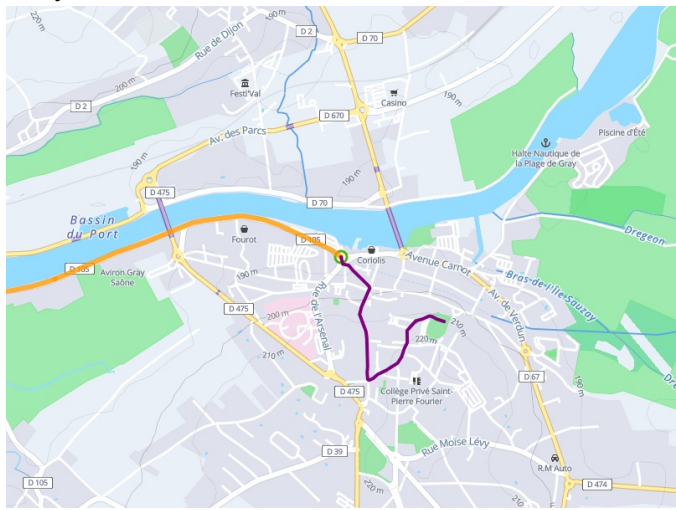 D 2
D 70
Rue de Dijon
200 m
220 m
Festi'Val
Casino
190 m
D 2
200 m
D 670
Av. des Parcs
Piscine d'Été
190 m
Halte Nautique de
la Plage de Gray
190 m
D 475
D 70
Bassin
du Port
Fourot
D 105
Coriolis
Avenue Carnot
Dregeon
D 105
Aviron Gray
Saône
190 m
Rue de l'Arsenal
Bras-de-l'Île-Sauzay
Av. de Verdun
D 475
200 m
210 m
220 m
210 m
Drege
D 67
190 m
D 475
Collège Privé Saint-
Pierre Fourier
Rue Moïse Lévy
D 39
R.M Auto
D 105
220 m
D 474